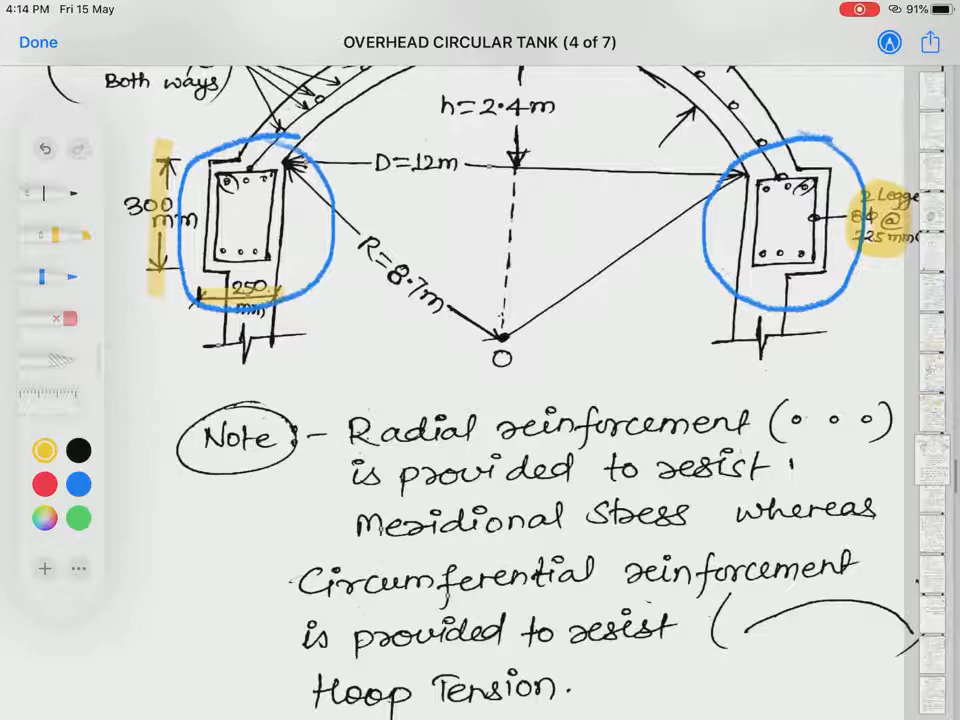 4:14 PM Fri 15 May
91%
Done
OVERHEAD CIRCULAR TANK (4 of 7)
Both ways
h=2.4m
D=12m
300
mm
2 Legge
8φ @
225 mm
R=8.7m
250
mm
O
Note :- Radial reinforcement (o o o)
is provided to resist
Meridional stress whereas
Circumferential reinforcement
is provided to resist (
Hoop Tension.